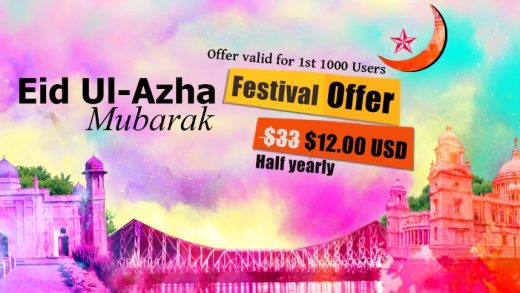 Offer valid for 1st 1000 Users
Eid Ul-Azha
Mubarak
Festival Offer
$33 $12.00 USD
Half yearly